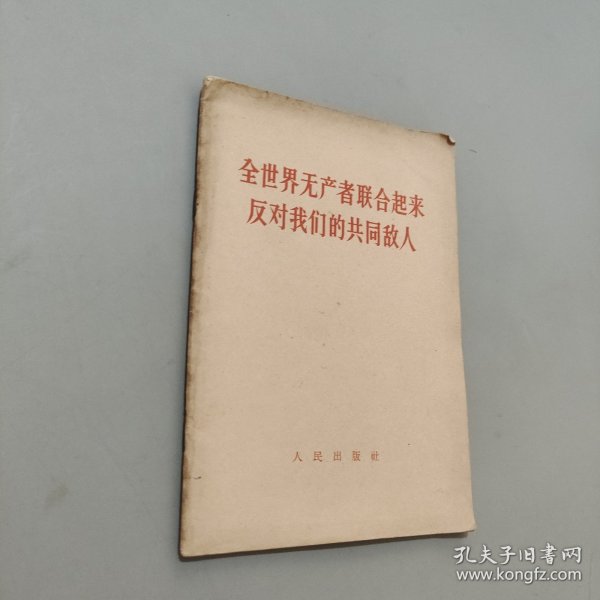 全世界无产者联合起来
反对我们的共同敌人
人民出版社
孔夫子旧书网
www.kongfz.com